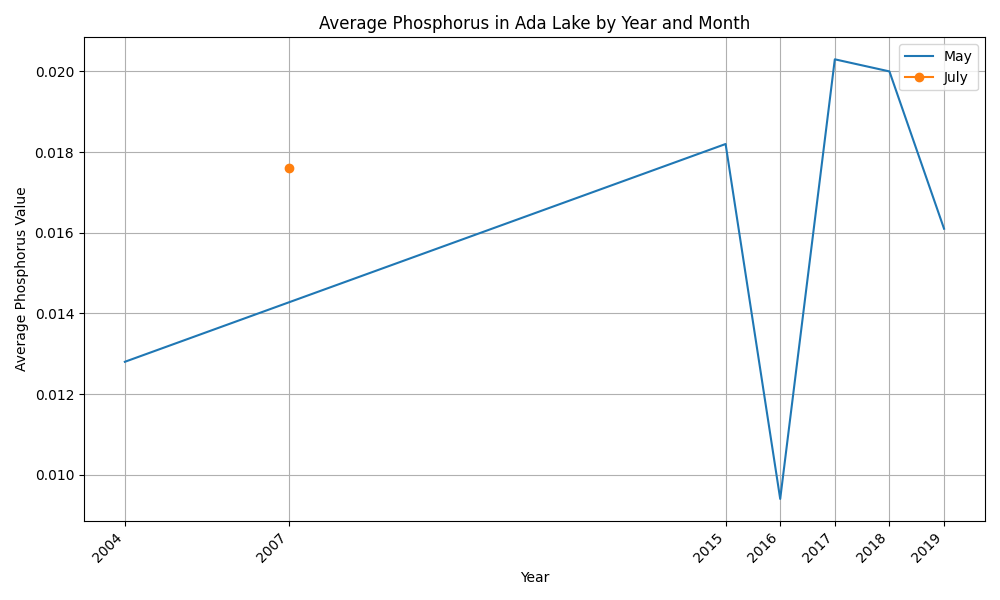 Average Phosphorus in Ada Lake by Year and Month
May
July
Average Phosphorus Value
0.020
0.018
0.016
0.014
0.012
0.010
2004
2007
2015
2016
2017
2018
2019
Year